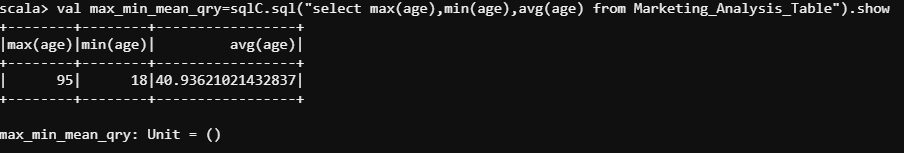 scala> val max_min_mean_qry=sqlC.sql("select max(age),min(age),avg(age) from Marketing_Analysis_Table").show
+--------+--------+-----------------+
|max(age)|min(age)|         avg(age)|
+--------+--------+-----------------+
|      95|      18|40.93621021432837|
+--------+--------+-----------------+
max_min_mean_qry: Unit = ()